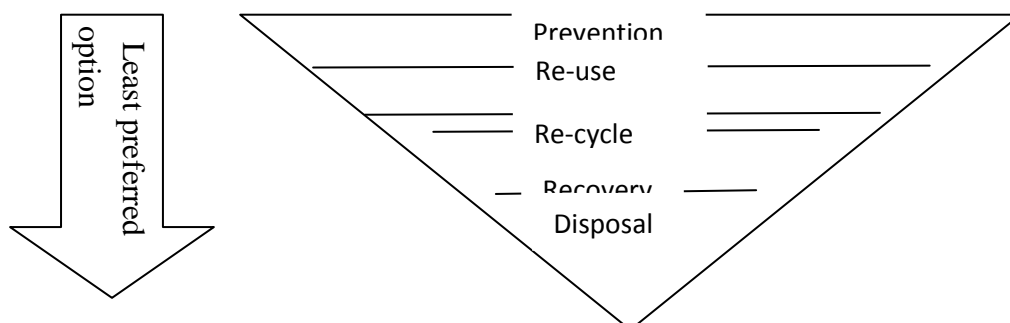 Least preferred
option
Prevention
Re-use
Re-cycle
Recovery
Disposal